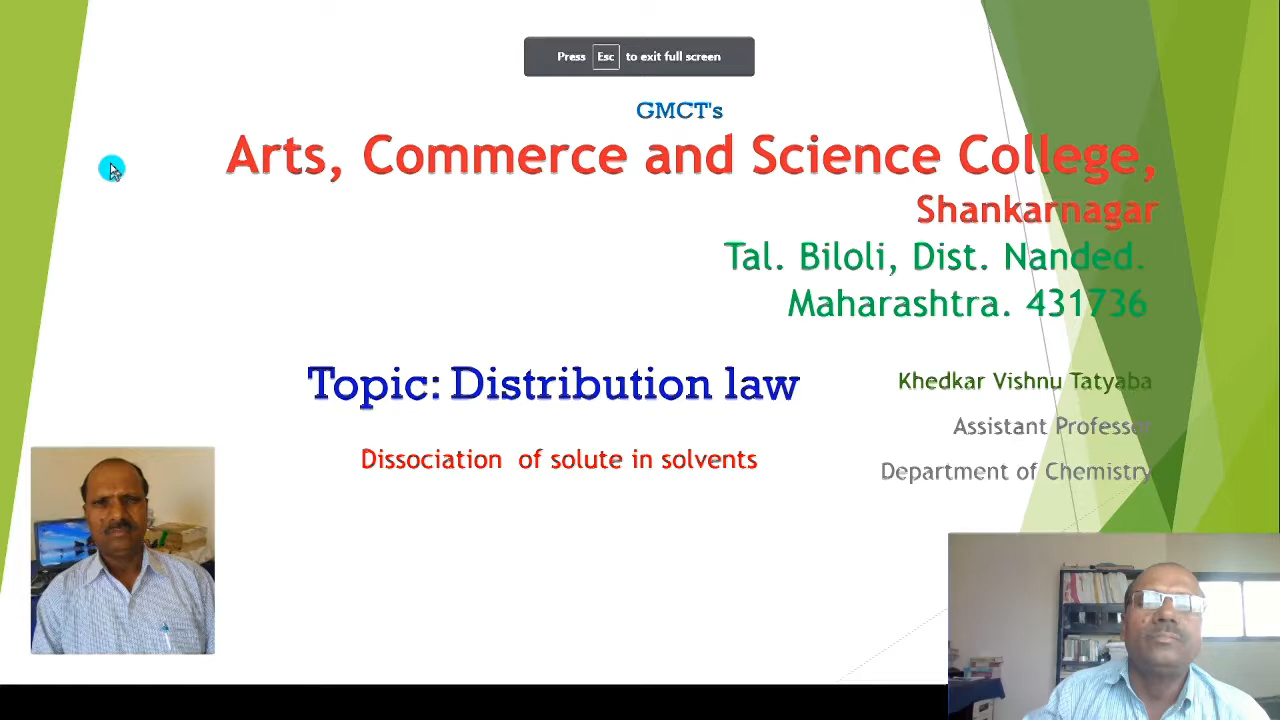 Press Esc to exit full screen
GMCT's
Arts, Commerce and Science College,
Shankarnagar
Tal. Biloli, Dist. Nanded.
Maharashtra. 431736
Topic: Distribution law
Khedkar Vishnu Tatyaba
Assistant Professor
Dissociation of solute in solvents
Department of Chemistry